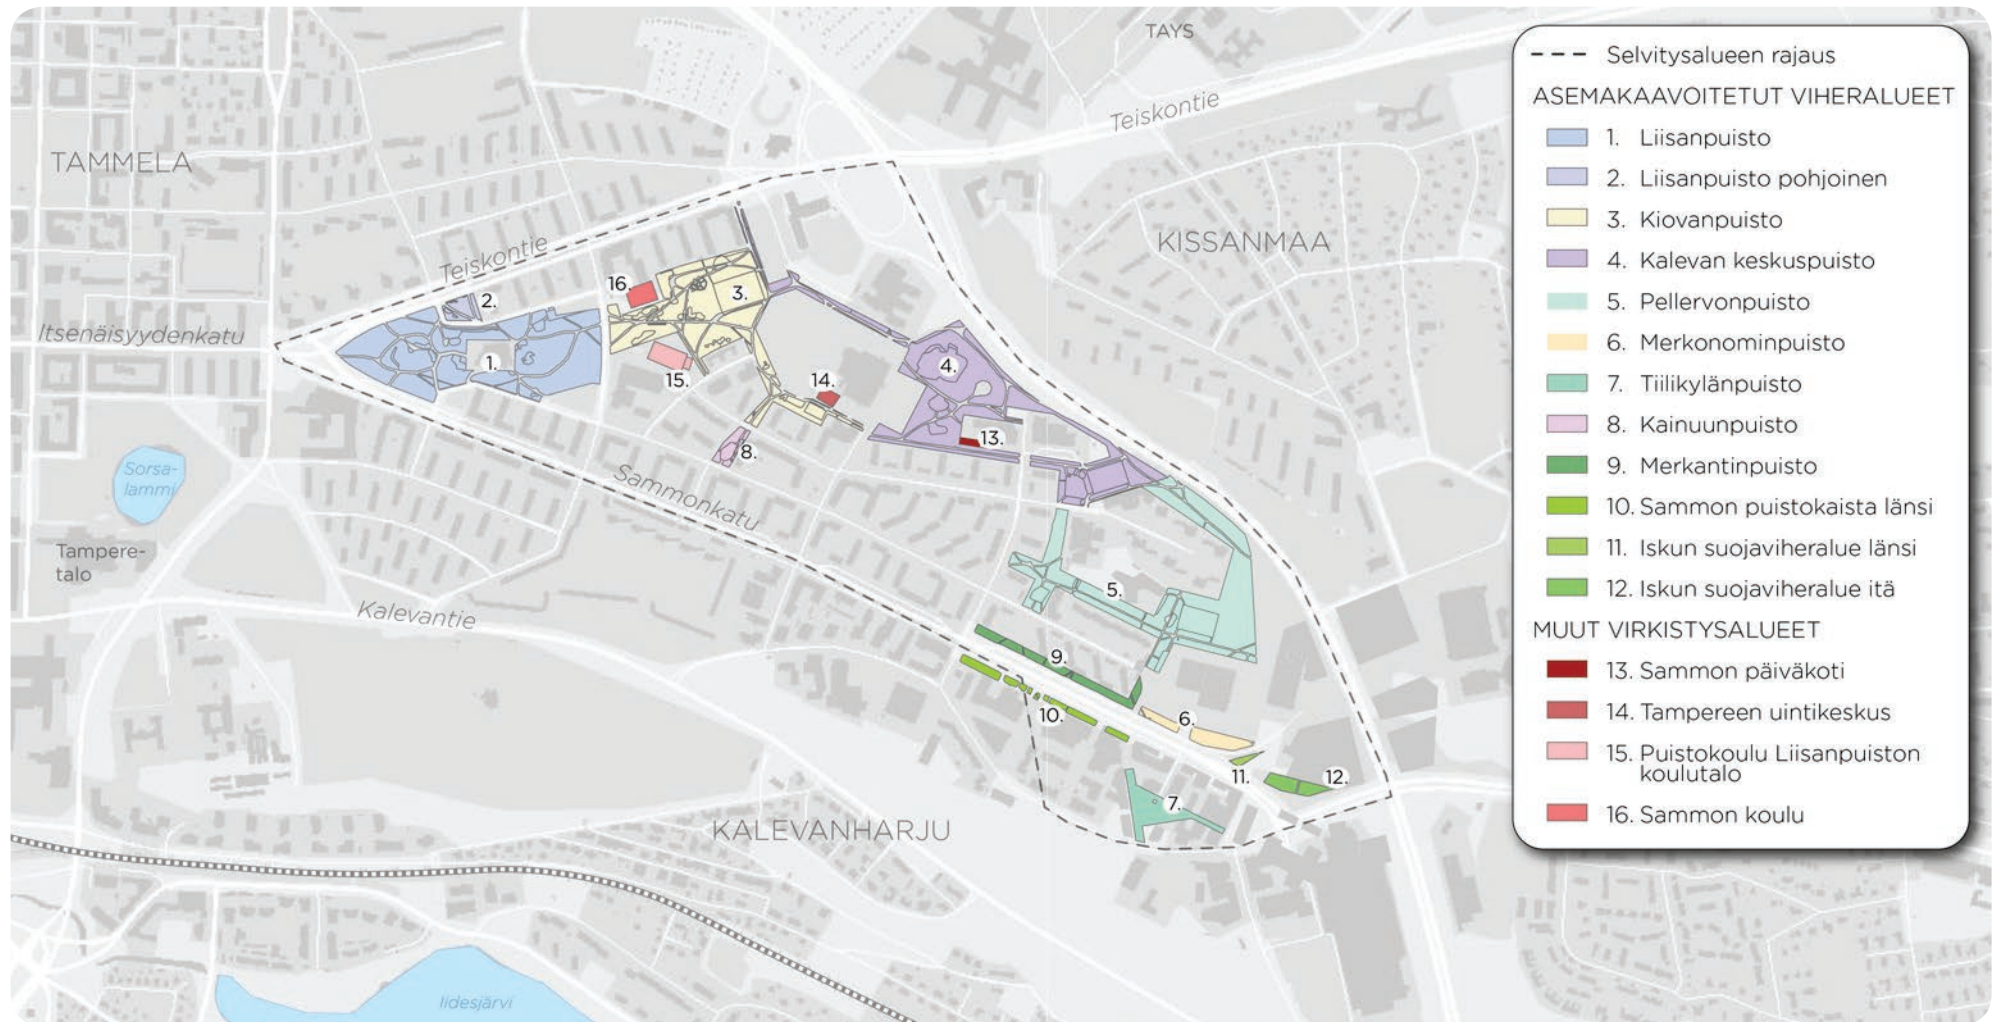 TAYS
Teiskontie
TAMMELA
KISSANMAA
Teiskontie
Itsenäisyydenkatu
Sammonkatu
Sorsa-
lammi
Tampere-
talo
Kalevantie
KALEVANHARJU
Iidesjärvi
1.
2.
3.
4.
5.
6.
7.
8.
9.
10.
11.
12.
13.
14.
15.
16.
Selvitysalueen rajaus
ASEMAKAAVOITETUT VIHERALUEET
1. Liisanpuisto
2. Liisanpuisto pohjoinen
3. Kiovanpuisto
4. Kalevan keskuspuisto
5. Pellervonpuisto
6. Merkonominpuisto
7. Tiilikylänpuisto
8. Kainuunpuisto
9. Merkantinpuisto
10. Sammon puistokaista länsi
11. Iskun suojaviheralue länsi
12. Iskun suojaviheralue itä
MUUT VIRKISTYSALUEET
13. Sammon päiväkoti
14. Tampereen uintikeskus
15. Puistokoulu Liisanpuiston
koulutalo
16. Sammon koulu